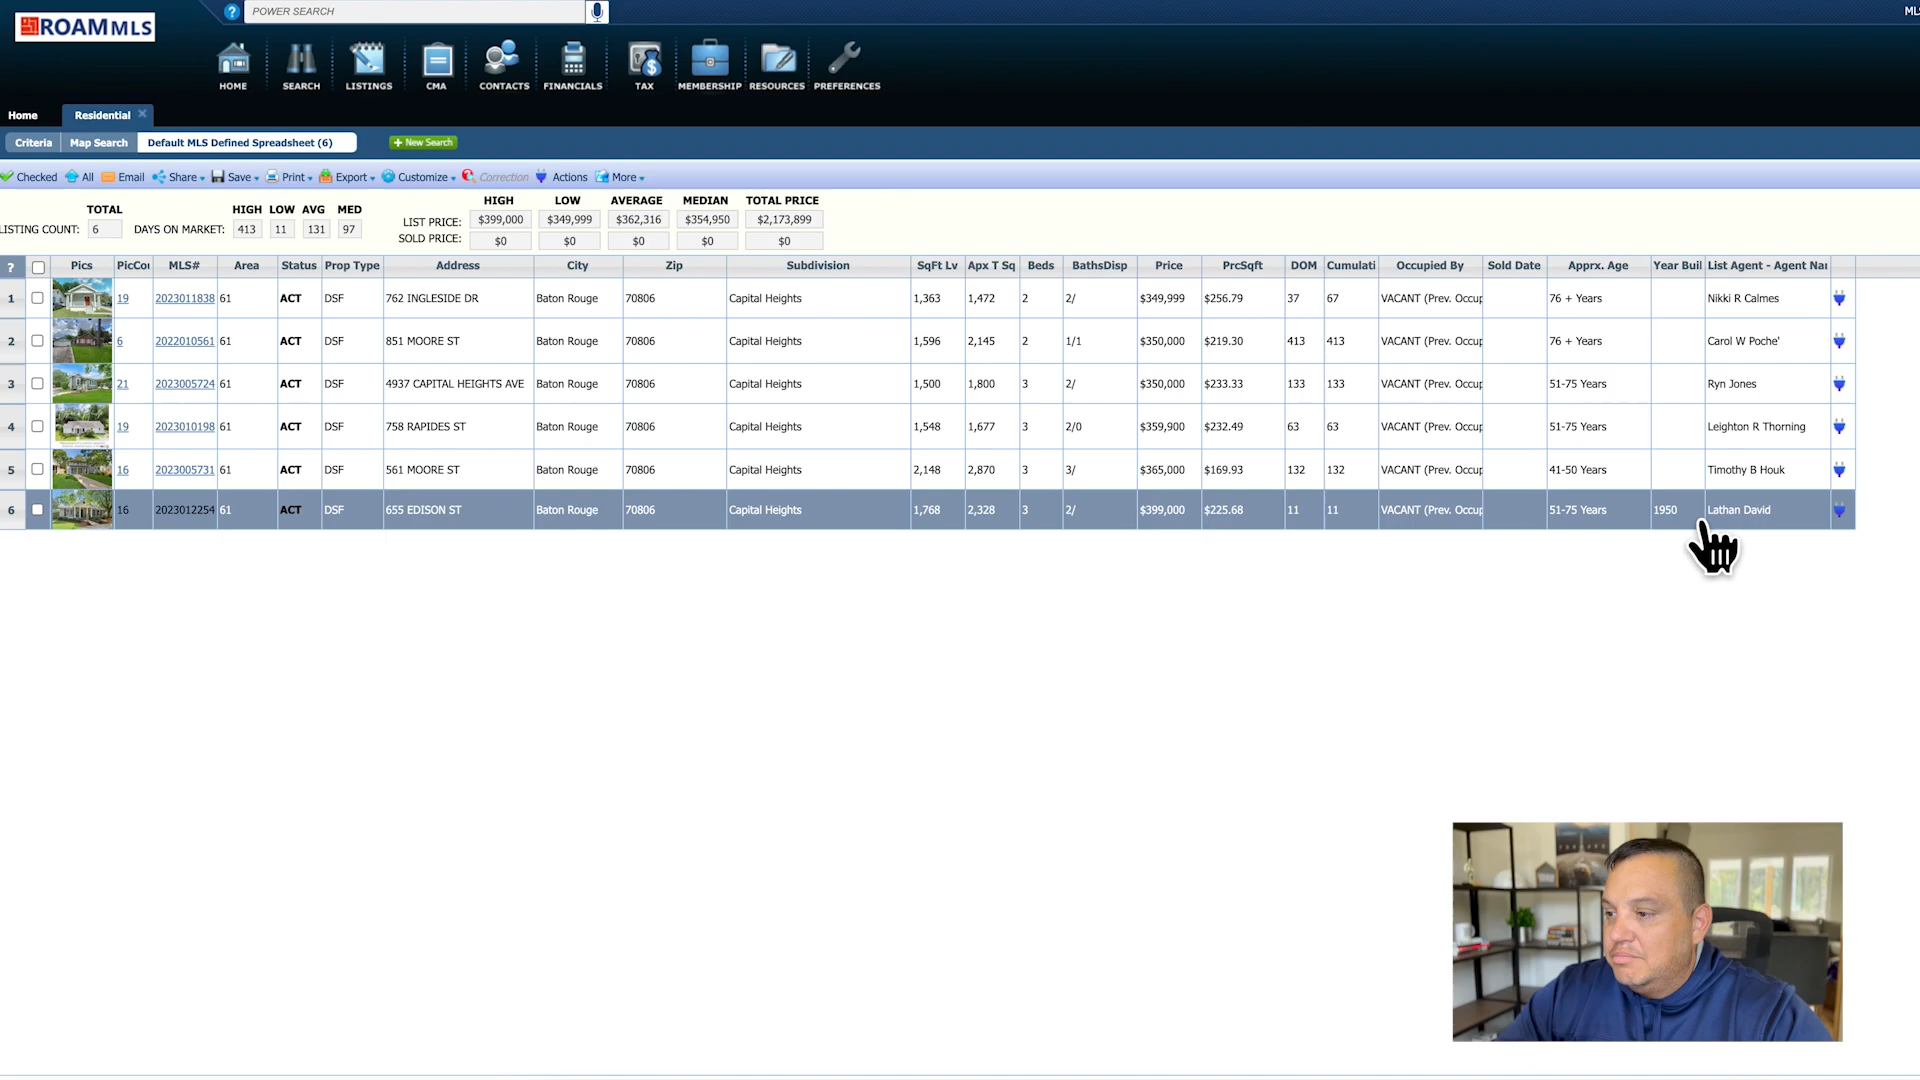 POWER SEARCH
MLS
ROAM MLS
HOME SEARCH LISTINGS CMA CONTACTS FINANCIALS TAX MEMBERSHIP RESOURCES PREFERENCES
Home Residential
Criteria Map Search Default MLS Defined Spreadsheet (6) New Search
Checked All Email Share Save Print Export Customize Correction Actions More
TOTAL HIGH LOW AVG MED HIGH LOW AVERAGE MEDIAN TOTAL PRICE
LISTING COUNT: 6 DAYS ON MARKET: 413 11 131 97 LIST PRICE: $399,000 $349,999 $362,316 $354,950 $2,173,899
SOLD PRICE: $0 $0 $0 $0 $0
? Pics PicCou MLS# Area Status Prop Type Address City Zip Subdivision SqFt Lv Apx T Sq Beds BathsDisp Price PrcSqft DOM Cumulati Occupied By Sold Date Apprx. Age Year Buil List Agent - Agent Nar
1 19 2023011838 61 ACT DSF 762 INGLESIDE DR Baton Rouge 70806 Capital Heights 1,363 1,472 2 2/ $349,999 $256.79 37 67 VACANT (Prev. Occup 76 + Years Nikki R Calmes
2 6 2022010561 61 ACT DSF 851 MOORE ST Baton Rouge 70806 Capital Heights 1,596 2,145 2 1/1 $350,000 $219.30 413 413 VACANT (Prev. Occup 76 + Years Carol W Poche'
3 21 2023005724 61 ACT DSF 4937 CAPITAL HEIGHTS AVE Baton Rouge 70806 Capital Heights 1,500 1,800 3 2/ $350,000 $233.33 133 133 VACANT (Prev. Occup 51-75 Years Ryn Jones
4 19 2023010198 61 ACT DSF 758 RAPIDES ST Baton Rouge 70806 Capital Heights 1,548 1,677 3 2/0 $359,900 $232.49 63 63 VACANT (Prev. Occup 51-75 Years Leighton R Thorning
5 16 2023005731 61 ACT DSF 561 MOORE ST Baton Rouge 70806 Capital Heights 2,148 2,870 3 3/ $365,000 $169.93 132 132 VACANT (Prev. Occup 41-50 Years Timothy B Houk
6 16 2023012254 61 ACT DSF 655 EDISON ST Baton Rouge 70806 Capital Heights 1,768 2,328 3 2/ $399,000 $225.68 11 11 VACANT (Prev. Occup 51-75 Years 1950 Lathan David